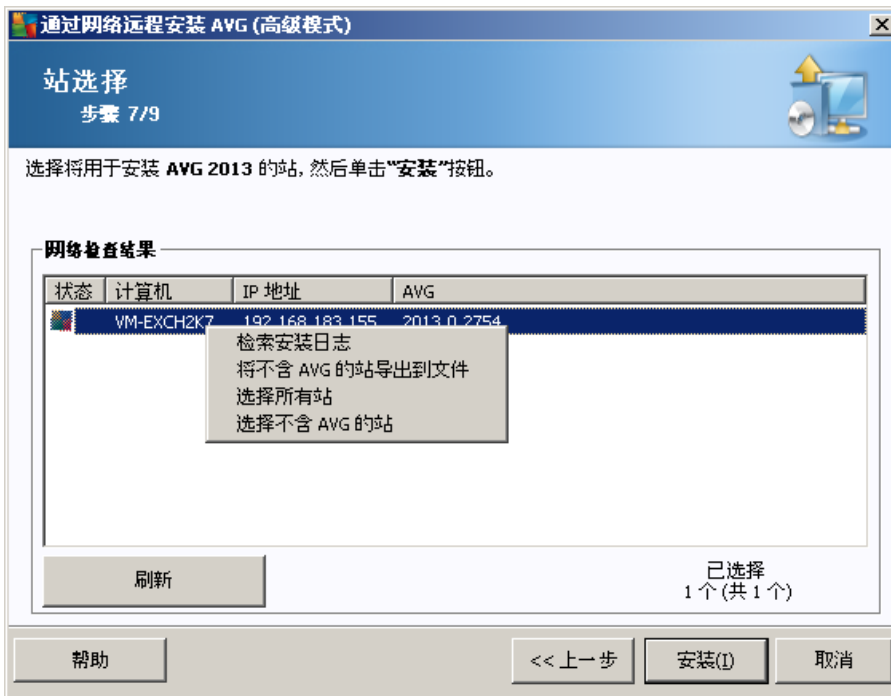 通过网络远程安装 AVG (高级模式)
站选择
步骤 7/9
选择将用于安装 AVG 2013 的站, 然后单击“安装”按钮。
网络检查结果
状态 计算机 IP 地址 AVG
VM-EXCH2K7 192.168.183.155 2013.0.2754
检索安装日志
将不含 AVG 的站导出到文件
选择所有站
选择不含 AVG 的站
刷新
已选择
1 个 (共 1 个)
帮助 << 上一步 安装(I) 取消